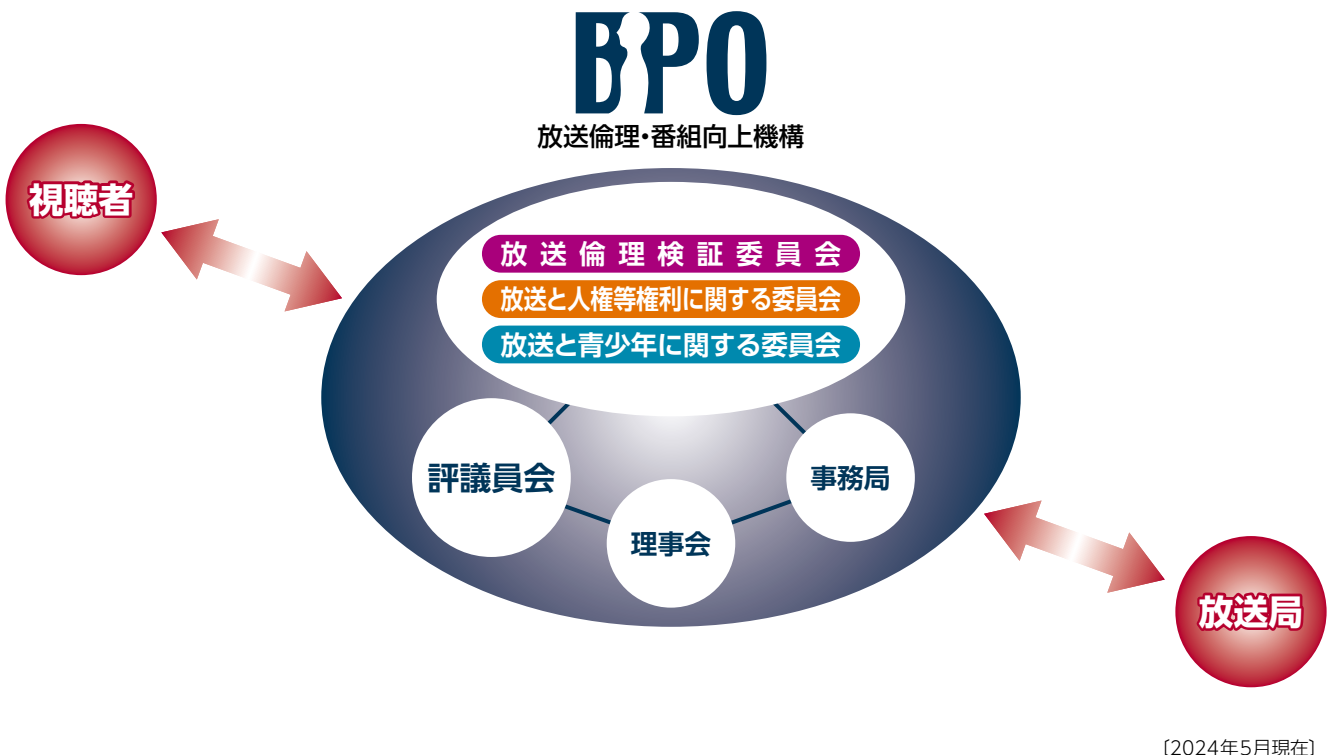 BPO
放送倫理・番組向上機構
視聴者
放送倫理検証委員会
放送と人権等権利に関する委員会
放送と青少年に関する委員会
評議員会
事務局
理事会
放送局
〔2024年5月現在〕